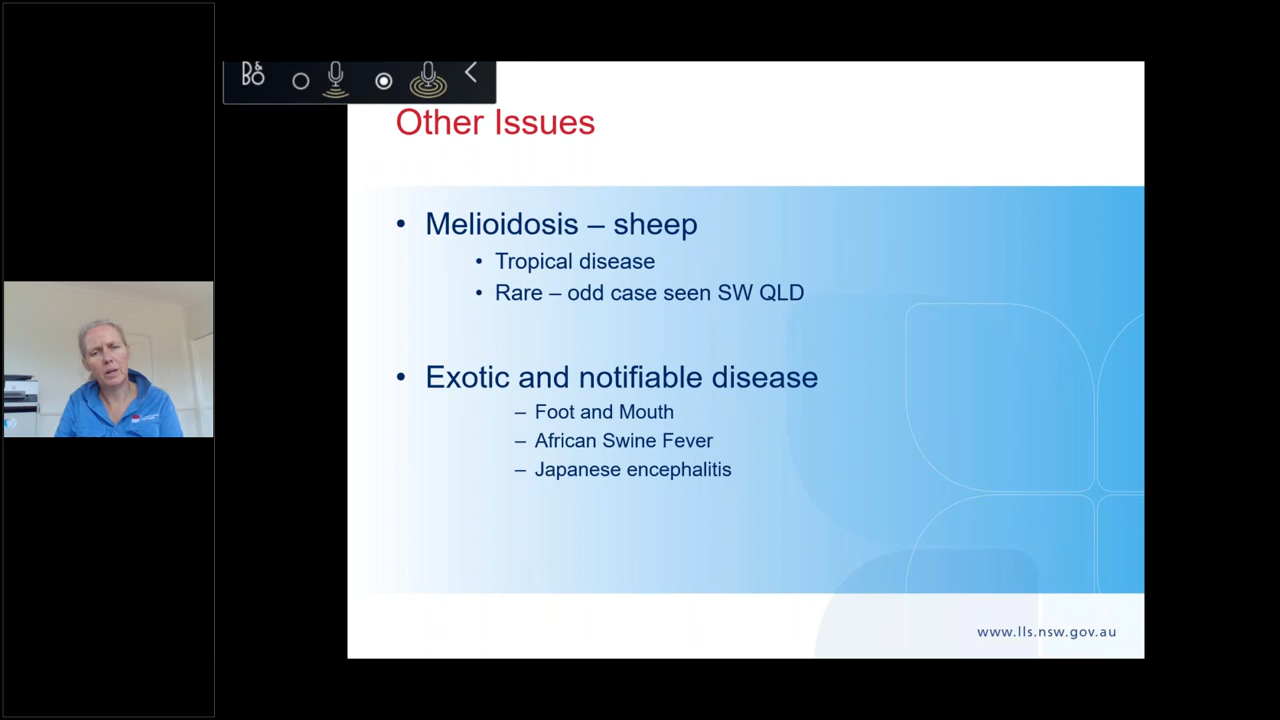 B&O
Other Issues
• Melioidosis – sheep
• Tropical disease
• Rare – odd case seen SW QLD
• Exotic and notifiable disease
– Foot and Mouth
– African Swine Fever
– Japanese encephalitis
www.lls.nsw.gov.au